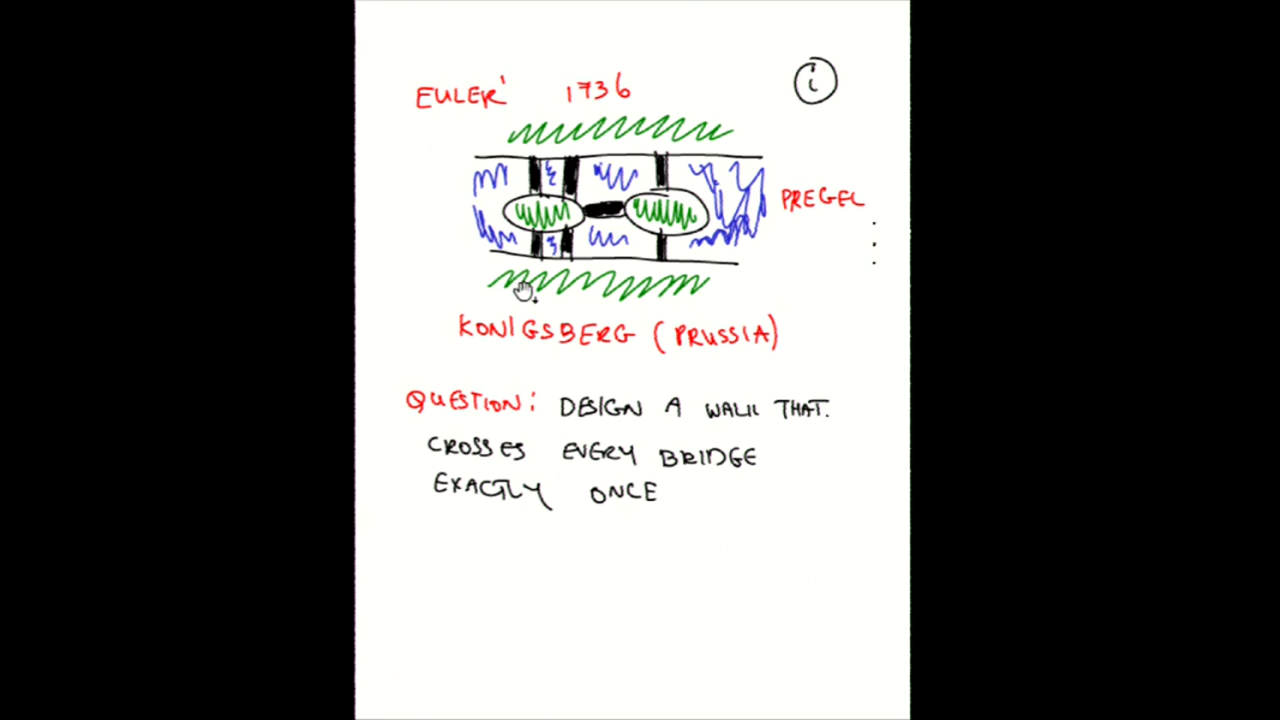 EULER' 1736
i
PREGEL
KONIGSBERG (PRUSSIA)
QUESTION: DESIGN A WALK THAT.
CROSSES EVERY BRIDGE
EXACTLY ONCE